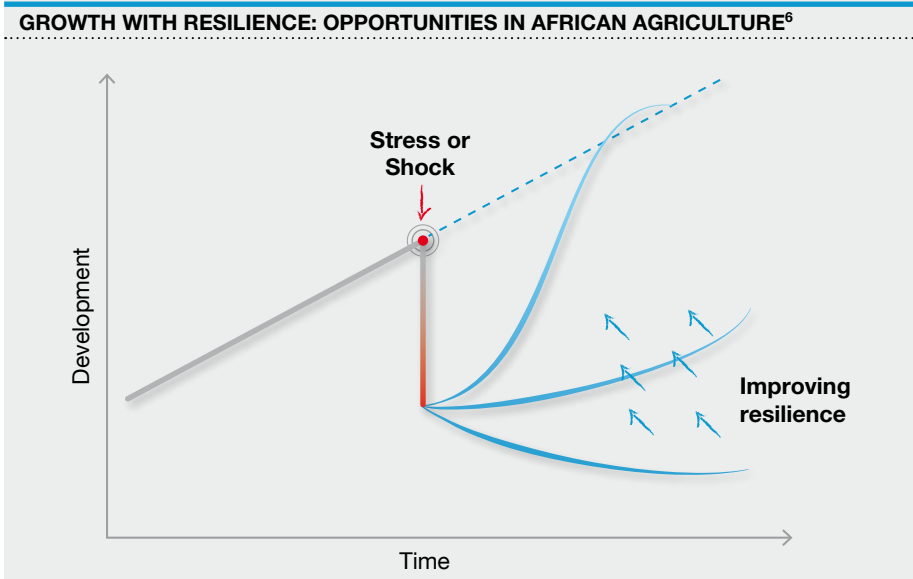 GROWTH WITH RESILIENCE: OPPORTUNITIES IN AFRICAN AGRICULTURE⁶
Stress or
Shock
Development
Improving
resilience
Time